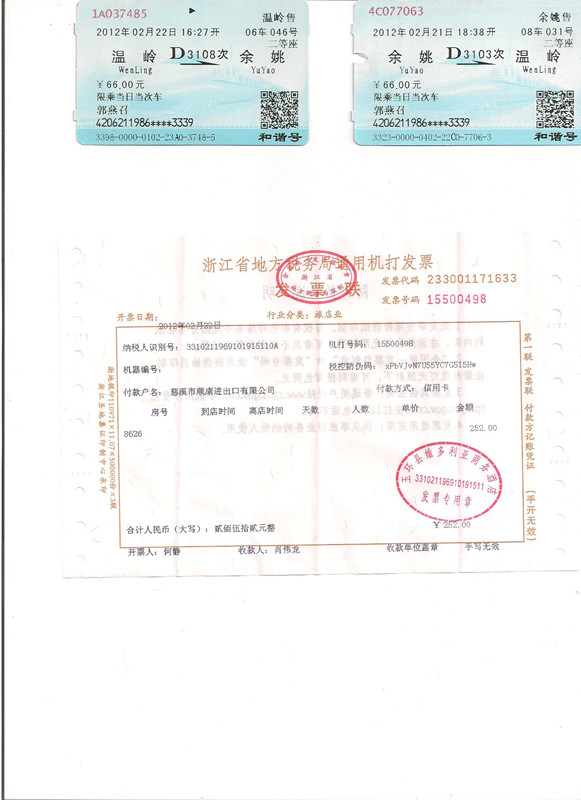 1A037485
温岭售
2012年02月22日 16:27开
06车 046号
二等座
温岭 D3108次 余姚
WenLing YuYao
￥66.00元
限乘当日当次车
郭燕召
4206211986****3339
3398-0000-0102-23A0-3748-5
和谐号
4C077063
余姚售
2012年02月21日 18:38开
08车 031号
二等座
余姚 D3103次 温岭
YuYao WenLing
￥66.00元
限乘当日当次车
郭燕召
4206211986****3339
3323-0000-0402-22C0-7706-3
和谐号
浙江省地方税务局通用机打发票
发票联
浙江省
发票代码 233001171633
发票号码 15500498
开票日期: 2012年02月22日
行业分类: 旅店业
纳税人识别号: 33102119691019151​10A
机打号码: 15500498
机器编号:
税控防伪码: xPbVJvN7U55YC7G515Hw
付款户名: 慈溪市顺康进出口有限公司
付款方式: 信用卡
房号 到店时间 离店时间 天数 人数 单价 金额
8626 252.00
玉环县维多利亚商务酒店
331021196910191511
发票专用章
合计人民币(大写): 贰佰伍拾贰元整
￥252.00
开票人: 何静 收款人: 肖伟龙 收款单位盖章 手写无效
第一联 发票联 付款方记账凭证 (手开无效)